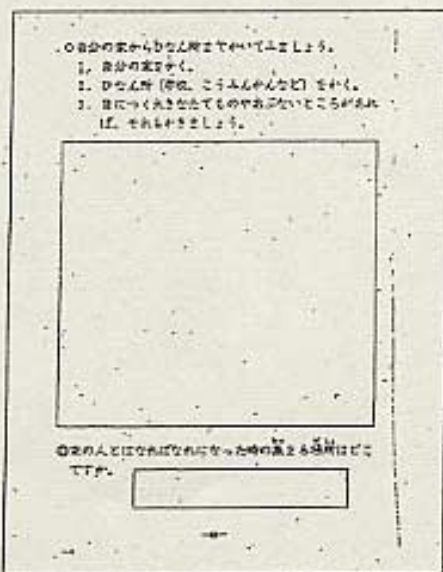 ○自分の家からひなん所までかいてみましょう。
1. 自分の家をかく。
2. ひなん所(学校、こうみんかんなど)をかく。
3. 目につく大きなたてものやあぶないところがあれ
ば、それもかきましょう。
○家の人とはなればなれになった時の集まる場所はどこ
ですか。